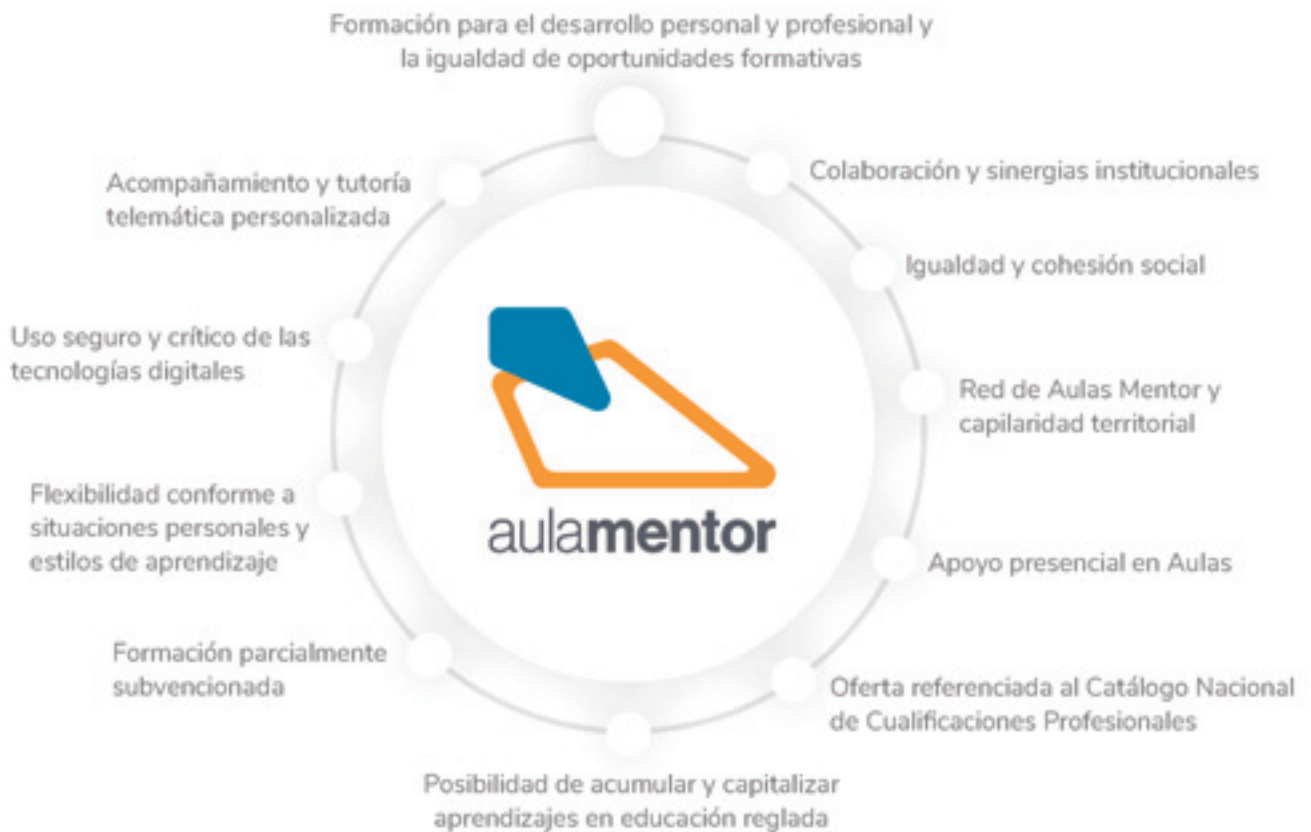 Formación para el desarrollo personal y profesional y
la igualdad de oportunidades formativas
Colaboración y sinergias institucionales
Igualdad y cohesión social
Red de Aulas Mentor y
capilaridad territorial
Apoyo presencial en Aulas
Oferta referenciada al Catálogo Nacional
de Cualificaciones Profesionales
Posibilidad de acumular y capitalizar
aprendizajes en educación reglada
Formación parcialmente
subvencionada
Flexibilidad conforme a
situaciones personales y
estilos de aprendizaje
Uso seguro y crítico de las
tecnologías digitales
Acompañamiento y tutoría
telemática personalizada
aulamentor